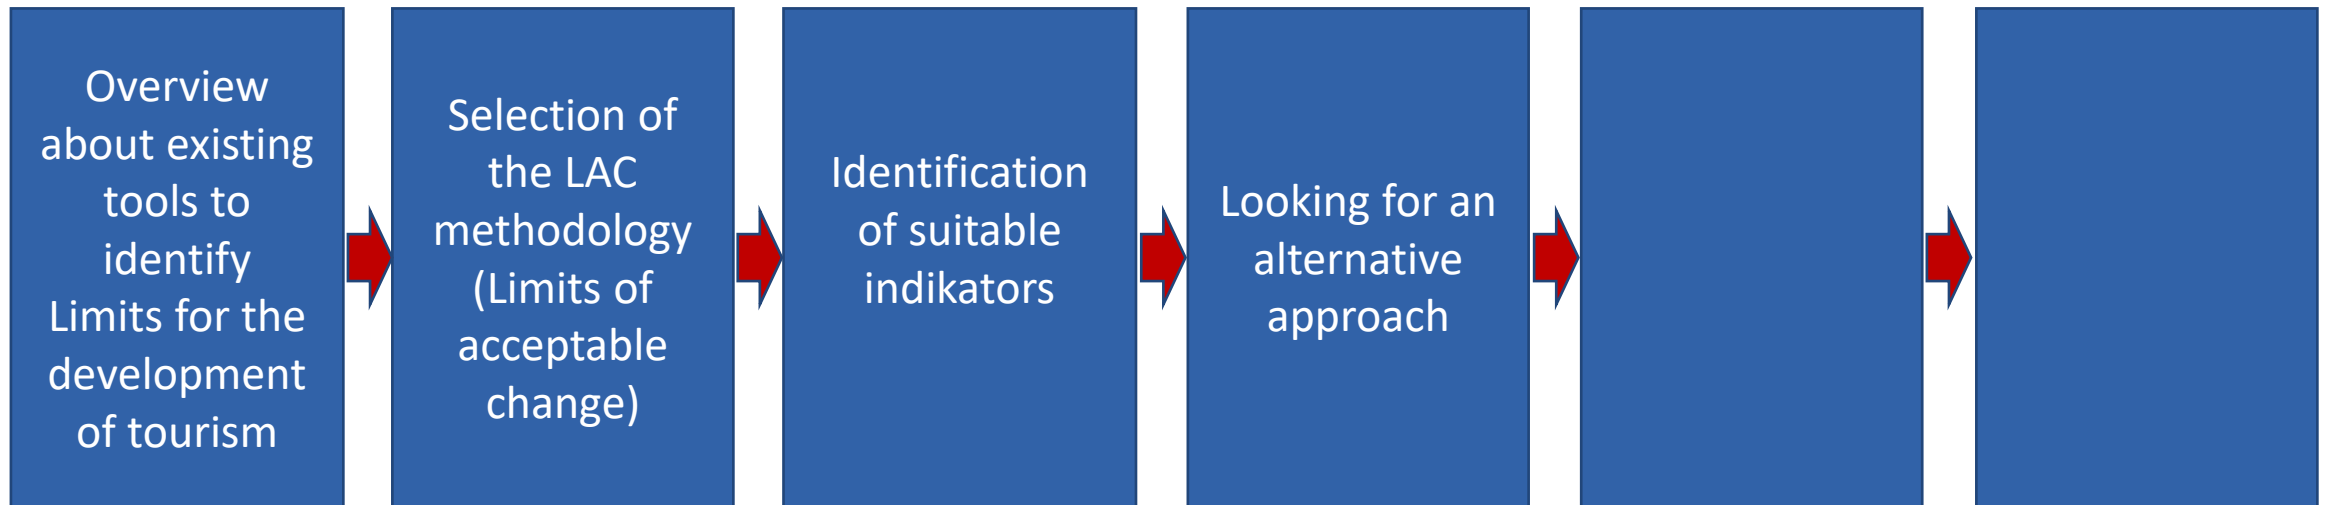 Overview
about existing
tools to
identify
Limits for the
development
of tourism
Selection of
the LAC
methodology
(Limits of
acceptable
change)
Identification
of suitable
indikators
Looking for an
alternative
approach